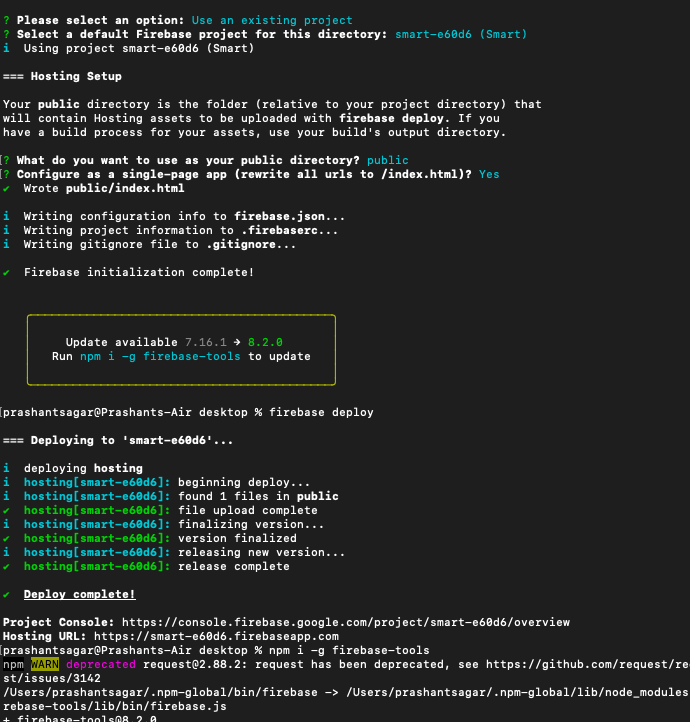 ? Please select an option: Use an existing project
? Select a default Firebase project for this directory: smart-e60d6 (Smart)
i  Using project smart-e60d6 (Smart)
=== Hosting Setup
Your public directory is the folder (relative to your project directory) that
will contain Hosting assets to be uploaded with firebase deploy. If you
have a build process for your assets, use your build's output directory.
[? What do you want to use as your public directory? public
[? Configure as a single-page app (rewrite all urls to /index.html)? Yes
✔  Wrote public/index.html
i  Writing configuration info to firebase.json...
i  Writing project information to .firebaserc...
i  Writing gitignore file to .gitignore...
✔  Firebase initialization complete!
Update available 7.16.1 → 8.2.0
Run npm i -g firebase-tools to update
[prashantsagar@Prashants-Air desktop % firebase deploy
=== Deploying to 'smart-e60d6'...
i  deploying hosting
i  hosting[smart-e60d6]: beginning deploy...
i  hosting[smart-e60d6]: found 1 files in public
✔  hosting[smart-e60d6]: file upload complete
i  hosting[smart-e60d6]: finalizing version...
✔  hosting[smart-e60d6]: version finalized
i  hosting[smart-e60d6]: releasing new version...
✔  hosting[smart-e60d6]: release complete
✔  Deploy complete!
Project Console: https://console.firebase.google.com/project/smart-e60d6/overview
Hosting URL: https://smart-e60d6.firebaseapp.com
[prashantsagar@Prashants-Air desktop % npm i -g firebase-tools
npm WARN deprecated request@2.88.2: request has been deprecated, see https://github.com/request/re
st/issues/3142
/Users/prashantsagar/.npm-global/bin/firebase -> /Users/prashantsagar/.npm-global/lib/node_modules
rebase-tools/lib/bin/firebase.js
+ firebase-tools@8.2.0